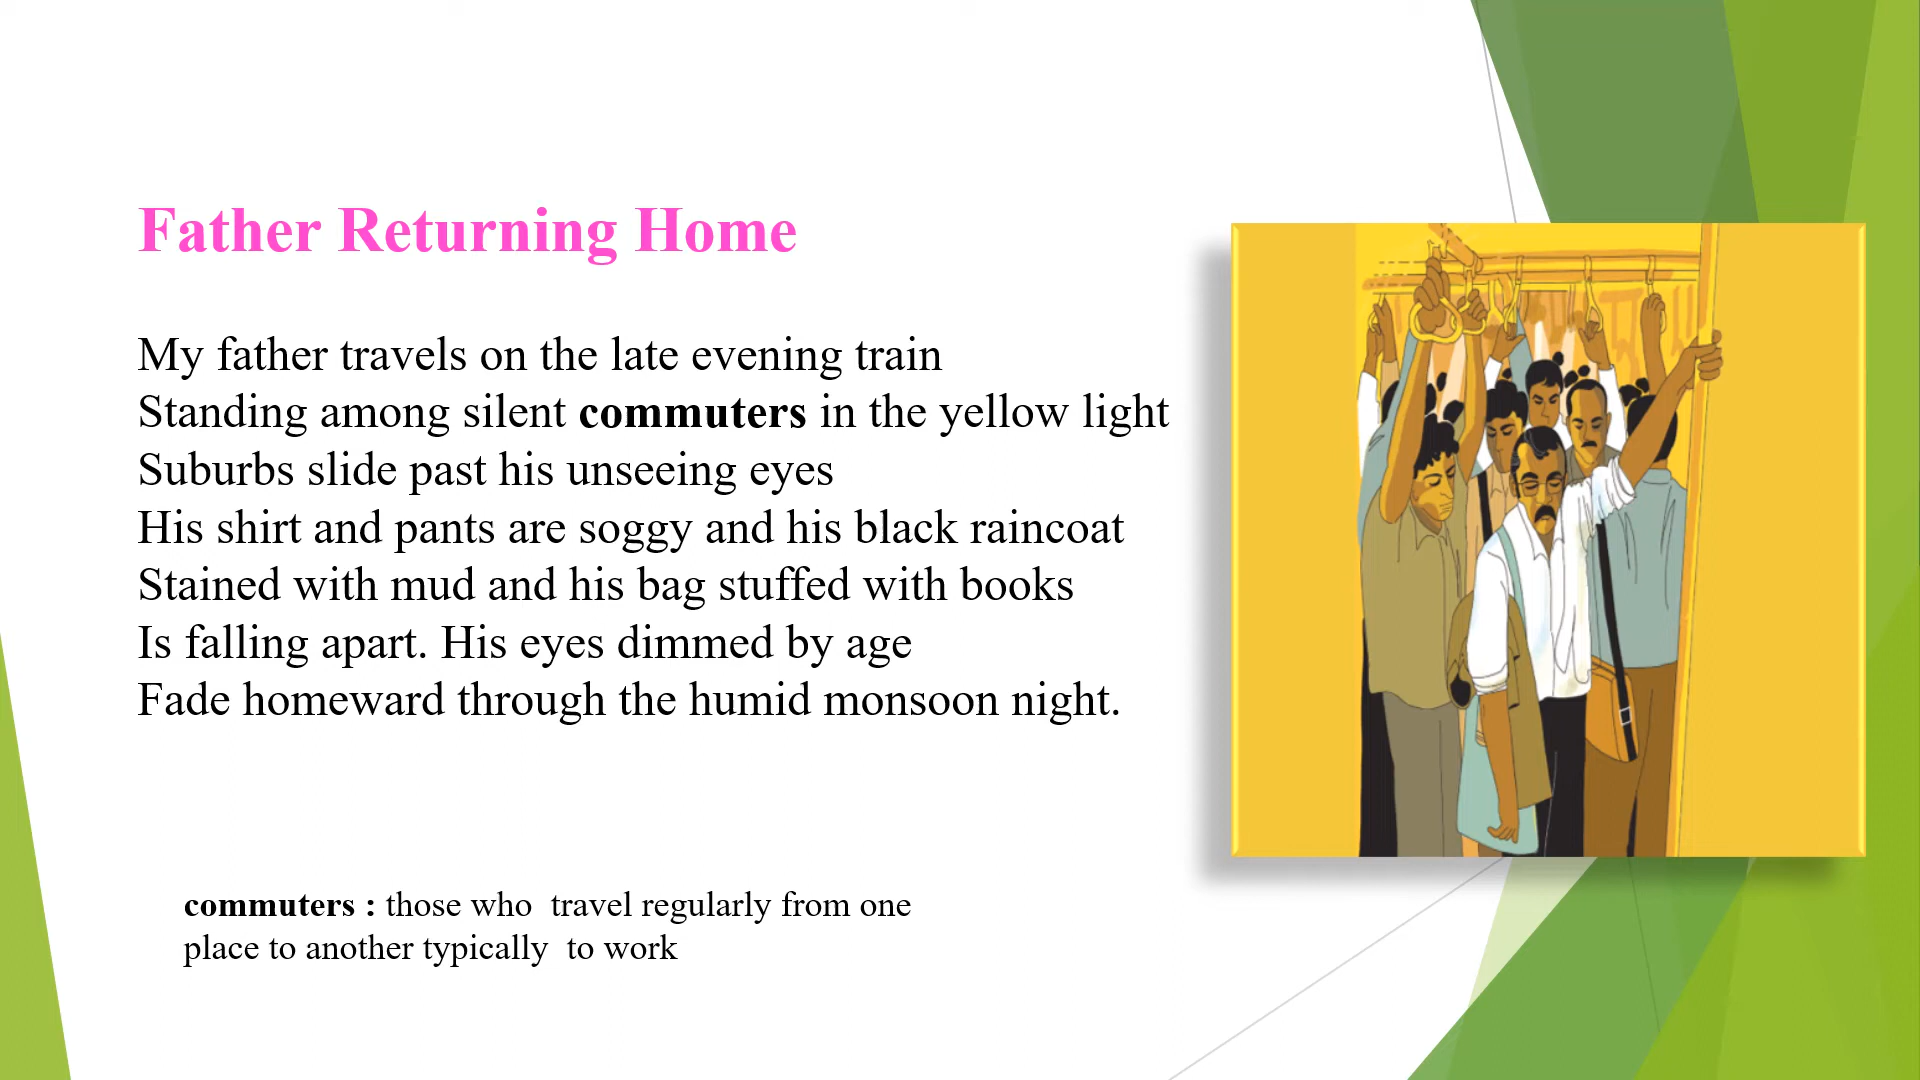 Father Returning Home
My father travels on the late evening train
Standing among silent commuters in the yellow light
Suburbs slide past his unseeing eyes
His shirt and pants are soggy and his black raincoat
Stained with mud and his bag stuffed with books
Is falling apart. His eyes dimmed by age
Fade homeward through the humid monsoon night.
commuters : those who  travel regularly from one
place to another typically  to work